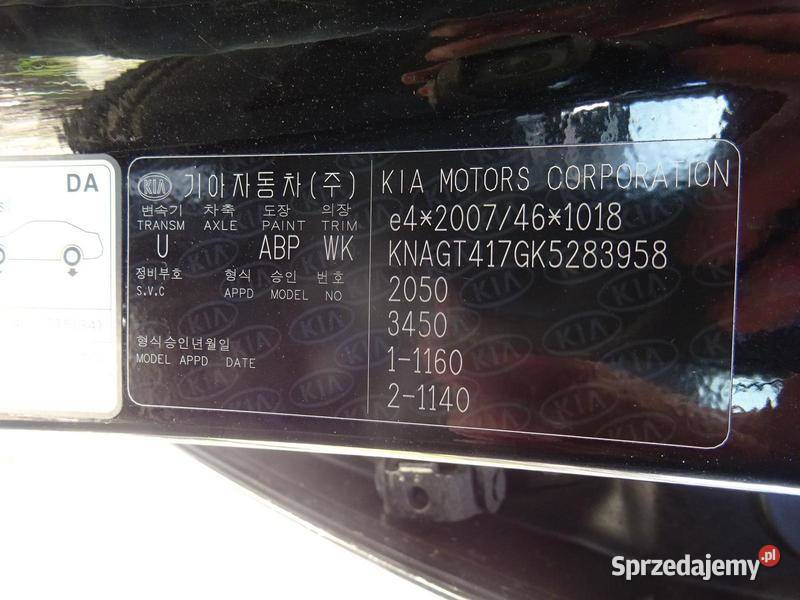 DA
KIA 기아자동차(주)
변속기 차축 도장 의장
TRANSM AXLE PAINT TRIM
U ABP WK
정비부호 형식 승인 번호
S.V.C APPD MODEL NO
형식승인년월일
MODEL APPD DATE
KIA MOTORS CORPORATION
e4*2007/46*1018
KNAGT417GK5283958
2050
3450
1-1160
2-1140
Sprzedajemy.pl